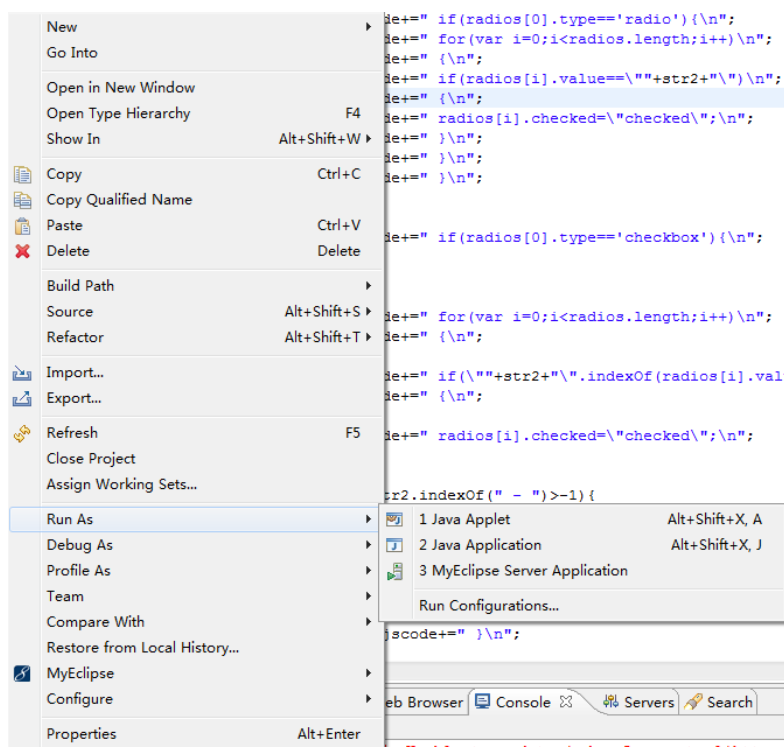 New
Go Into
Open in New Window
Open Type Hierarchy F4
Show In Alt+Shift+W
Copy Ctrl+C
Copy Qualified Name
Paste Ctrl+V
Delete Delete
Build Path
Source Alt+Shift+S
Refactor Alt+Shift+T
Import...
Export...
Refresh F5
Close Project
Assign Working Sets...
Run As
Debug As
Profile As
Team
Compare With
Restore from Local History...
MyEclipse
Configure
Properties Alt+Enter
1 Java Applet Alt+Shift+X, A
2 Java Application Alt+Shift+X, J
3 MyEclipse Server Application
Run Configurations...
de+=" if(radios[0].type=='radio'){\n";
de+=" for(var i=0;i<radios.length;i++)\n";
de+=" {\n";
de+=" if(radios[i].value==\""+str2+"\")\n";
de+=" {\n";
de+=" radios[i].checked=\"checked\";\n";
de+=" }\n";
de+=" }\n";
de+=" }\n";
de+=" if(radios[0].type=='checkbox'){\n";
de+=" for(var i=0;i<radios.length;i++)\n";
de+=" {\n";
de+=" if(\""+str2+"\".indexOf(radios[i].val
de+=" {\n";
de+=" radios[i].checked=\"checked\";\n";
tr2.indexOf(" - ")>-1){
jscode+=" }\n";
eb Browser Console Servers Search